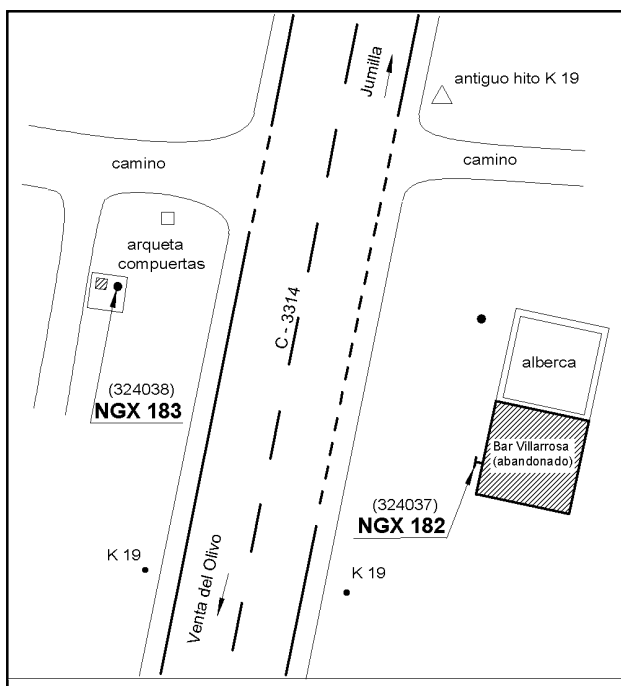 Jumilla
antiguo hito K 19
camino
camino
arqueta
compuertas
C - 3314
alberca
(324038)
NGX 183
Bar Villarrosa
(abandonado)
(324037)
NGX 182
K 19
Venta del Olivo
K 19